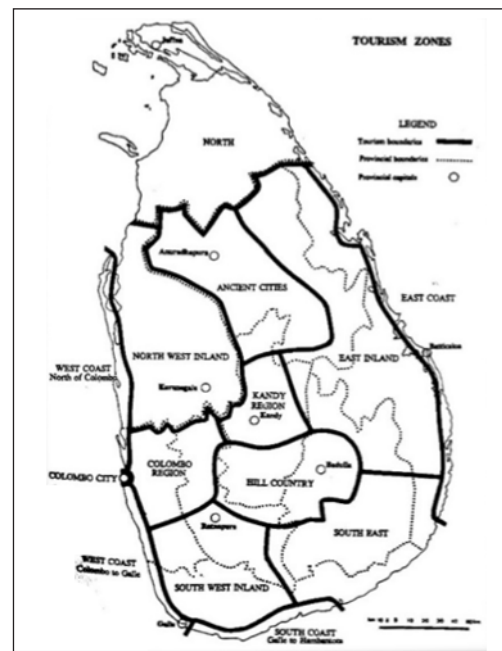 Jaffna
TOURISM ZONES
LEGEND
Tourism boundaries
Provincial boundaries
Provincial capitals
NORTH
Anuradhapura
ANCIENT CITIES
EAST COAST
NORTH WEST INLAND
EAST INLAND
Batticaloa
WEST COAST
North of Colombo
Kurunegala
KANDY
REGION
Kandy
COLOMBO
REGION
COLOMBO CITY
Badulla
HILL COUNTRY
Ratnapura
SOUTH EAST
WEST COAST
Colombo to Galle
SOUTH WEST INLAND
Galle
SOUTH COAST
Galle to Hambantota